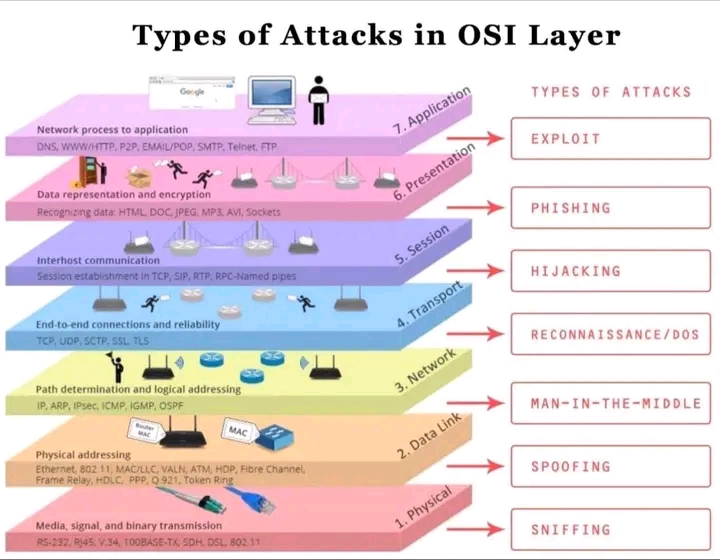 Types of Attacks in OSI Layer
Google
7. Application
TYPES OF ATTACKS
Network process to application
DNS, WWW/HTTP, P2P, EMAIL/POP, SMTP, Telnet, FTP
EXPLOIT
6. Presentation
Data representation and encryption
Recognizing data: HTML, DOC, JPEG, MP3, AVI, Sockets
PHISHING
5. Session
Interhost communication
Session establishment in TCP, SIP, RTP, RPC-Named pipes
HIJACKING
4. Transport
End-to-end connections and reliability
TCP, UDP, SCTP, SSL, TLS
RECONNAISSANCE/DOS
3. Network
Path determination and logical addressing
IP, ARP, IPsec, ICMP, IGMP, OSPF
MAN-IN-THE-MIDDLE
Router
MAC
MAC
2. Data Link
Physical addressing
Ethernet, 802.11, MAC/LLC, VALN, ATM, HDP, Fibre Channel,
Frame Relay, HDLC, PPP, Q.921, Token Ring
SPOOFING
1. Physical
Media, signal, and binary transmission
RS-232, RJ45, V.34, 100BASE-TX, SDH, DSL, 802.11
SNIFFING